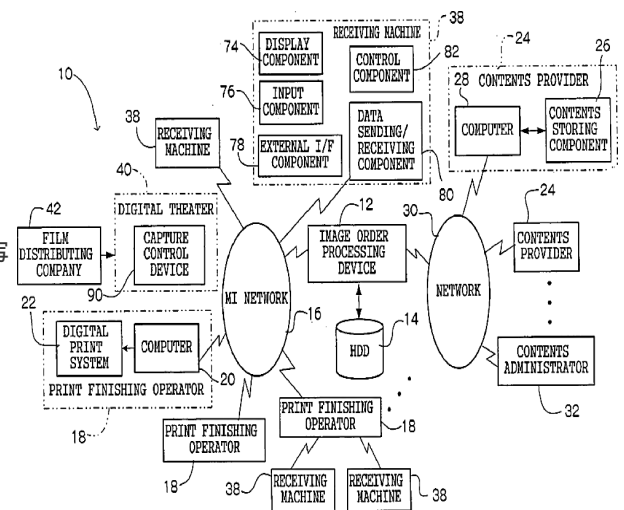 38
RECEIVING MACHINE
74
DISPLAY
COMPONENT
82
CONTROL
COMPONENT
76
INPUT
COMPONENT
78
EXTERNAL I/F
COMPONENT
DATA
SENDING/
RECEIVING
COMPONENT
80
24
26
CONTENTS PROVIDER
28
COMPUTER
CONTENTS
STORING
COMPONENT
10
38
RECEIVING
MACHINE
40
DIGITAL THEATER
CAPTURE
CONTROL
DEVICE
90
42
FILM
DISTRIBUTING
COMPANY
12
IMAGE ORDER
PROCESSING
DEVICE
30
NETWORK
24
CONTENTS
PROVIDER
MI NETWORK
16
14
HDD
CONTENTS
ADMINISTRATOR
32
22
DIGITAL
PRINT
SYSTEM
COMPUTER
20
PRINT FINISHING OPERATOR
18
PRINT FINISHING
OPERATOR
18
PRINT FINISHING
OPERATOR
18
38
RECEIVING
MACHINE
RECEIVING
MACHINE
38